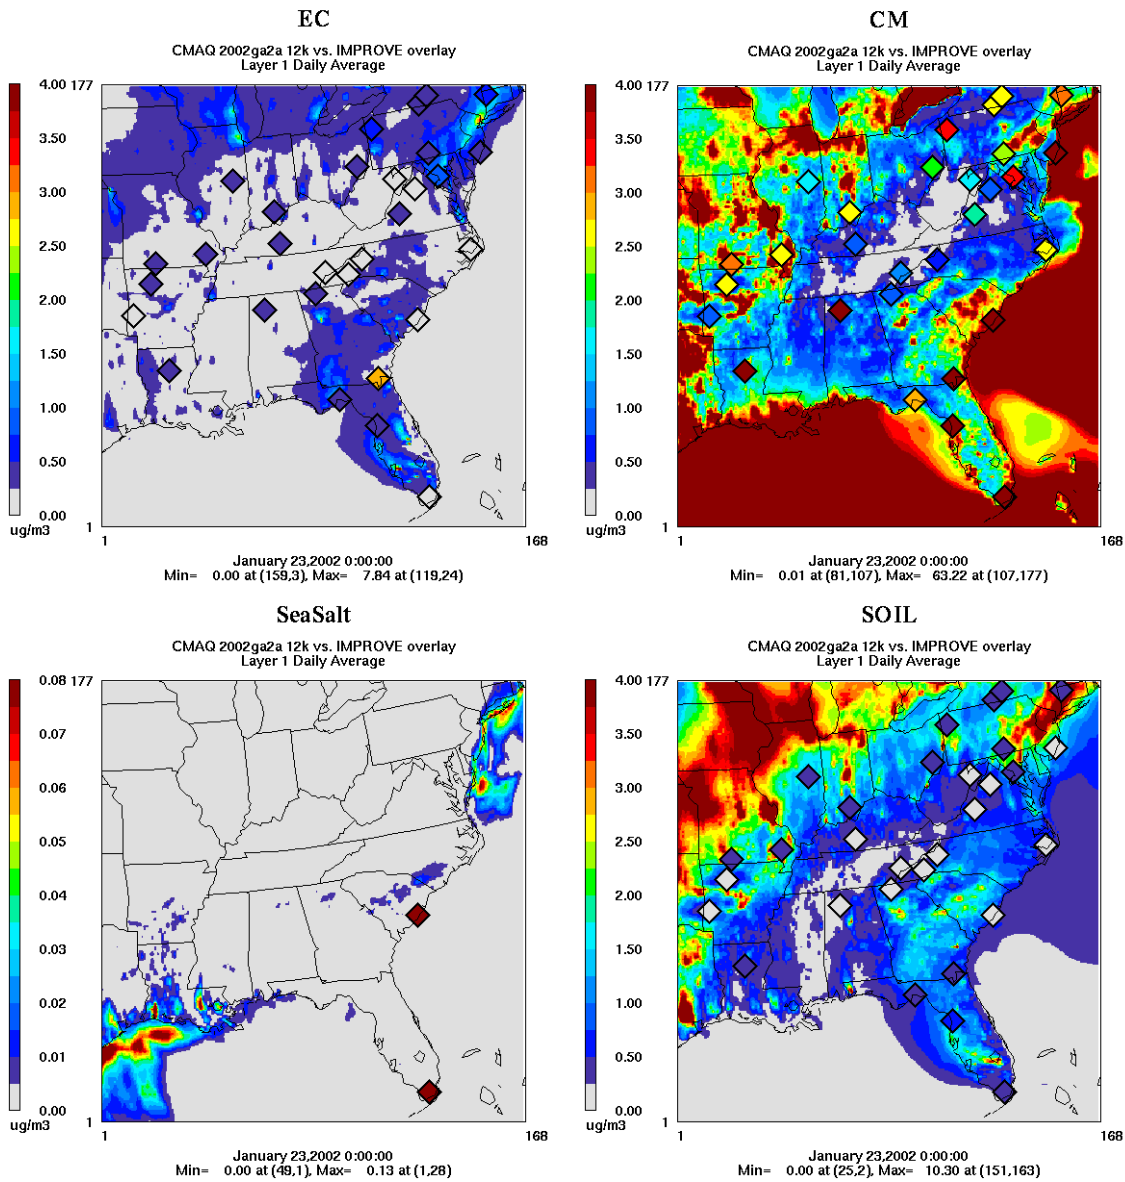 EC
CMAQ 2002ga2a 12k vs. IMPROVE overlay
Layer 1 Daily Average
4.00
3.50
3.00
2.50
2.00
1.50
1.00
0.50
0.00
ug/m3
177
1
1
168
January 23,2002 0:00:00
Min= 0.00 at (159,3), Max= 7.84 at (119,24)
CM
CMAQ 2002ga2a 12k vs. IMPROVE overlay
Layer 1 Daily Average
4.00
3.50
3.00
2.50
2.00
1.50
1.00
0.50
0.00
ug/m3
177
1
1
168
January 23,2002 0:00:00
Min= 0.01 at (81,107), Max= 63.22 at (107,177)
SeaSalt
CMAQ 2002ga2a 12k vs. IMPROVE overlay
Layer 1 Daily Average
0.08
0.07
0.06
0.05
0.04
0.03
0.02
0.01
0.00
ug/m3
177
1
1
168
January 23,2002 0:00:00
Min= 0.00 at (49,1), Max= 0.13 at (1,28)
SOIL
CMAQ 2002ga2a 12k vs. IMPROVE overlay
Layer 1 Daily Average
4.00
3.50
3.00
2.50
2.00
1.50
1.00
0.50
0.00
ug/m3
177
1
1
168
January 23,2002 0:00:00
Min= 0.00 at (25,2), Max= 10.30 at (151,163)